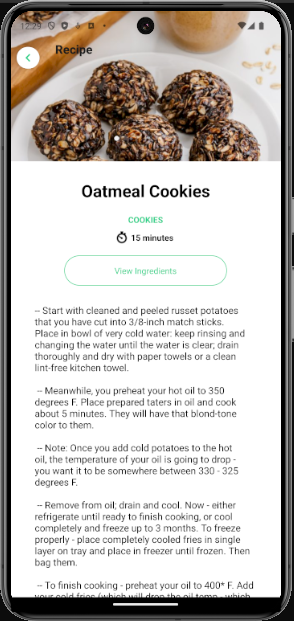 12:29
Recipe
Oatmeal Cookies
COOKIES
15 minutes
View Ingredients
-- Start with cleaned and peeled russet potatoes
that you have cut into 3/8-inch match sticks.
Place in bowl of very cold water: keep rinsing and
changing the water until the water is clear; drain
thoroughly and dry with paper towels or a clean
lint-free kitchen towel.
-- Meanwhile, you preheat your hot oil to 350
degrees F. Place prepared taters in oil and cook
about 5 minutes. They will have that blond-tone
color to them.
-- Note: Once you add cold potatoes to the hot
oil, the temperature of your oil is going to drop -
you want it to be somewhere between 330 - 325
degrees F.
-- Remove from oil; drain and cool. Now - either
refrigerate until ready to finish cooking, or cool
completely and freeze up to 3 months. To freeze
properly - place completely cooled fries in single
layer on tray and place in freezer until frozen. Then
bag them.
-- To finish cooking - preheat your oil to 400* F. Add
your cold fries (which will drop the oil temp - which